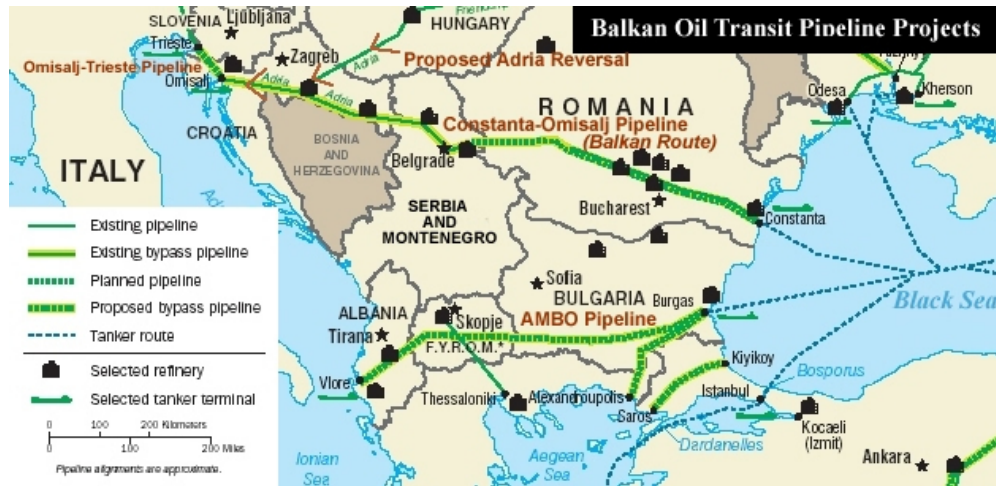 Balkan Oil Transit Pipeline Projects
SLOVENIA
Ljubljana
HUNGARY
Friendship
Trieste
Zagreb
Omisalj-Trieste Pipeline
Proposed Adria Reversal
Adria
Omisalj
Adria
Adria
Odesa
Kherson
ROMANIA
CROATIA
Constanta-Omisalj Pipeline
(Balkan Route)
BOSNIA
AND
HERZEGOVINA
Belgrade
ITALY
Bucharest
Constanta
SERBIA
AND
MONTENEGRO
Sofia
BULGARIA
Burgas
Black Sea
ALBANIA
Skopje
AMBO Pipeline
Tirana
F.Y.R.O.M.*
Kiyikoy
Bosporus
Vlore
Thessaloniki
Alexandroupolis
Istanbul
Saros
Kocaeli
(Izmit)
Dardanelles
Ankara
Ionian
Sea
Aegean
Sea
Existing pipeline
Existing bypass pipeline
Planned pipeline
Proposed bypass pipeline
Tanker route
Selected refinery
Selected tanker terminal
0 100 200 Kilometers
0 100 200 Miles
Pipeline alignments are approximate.